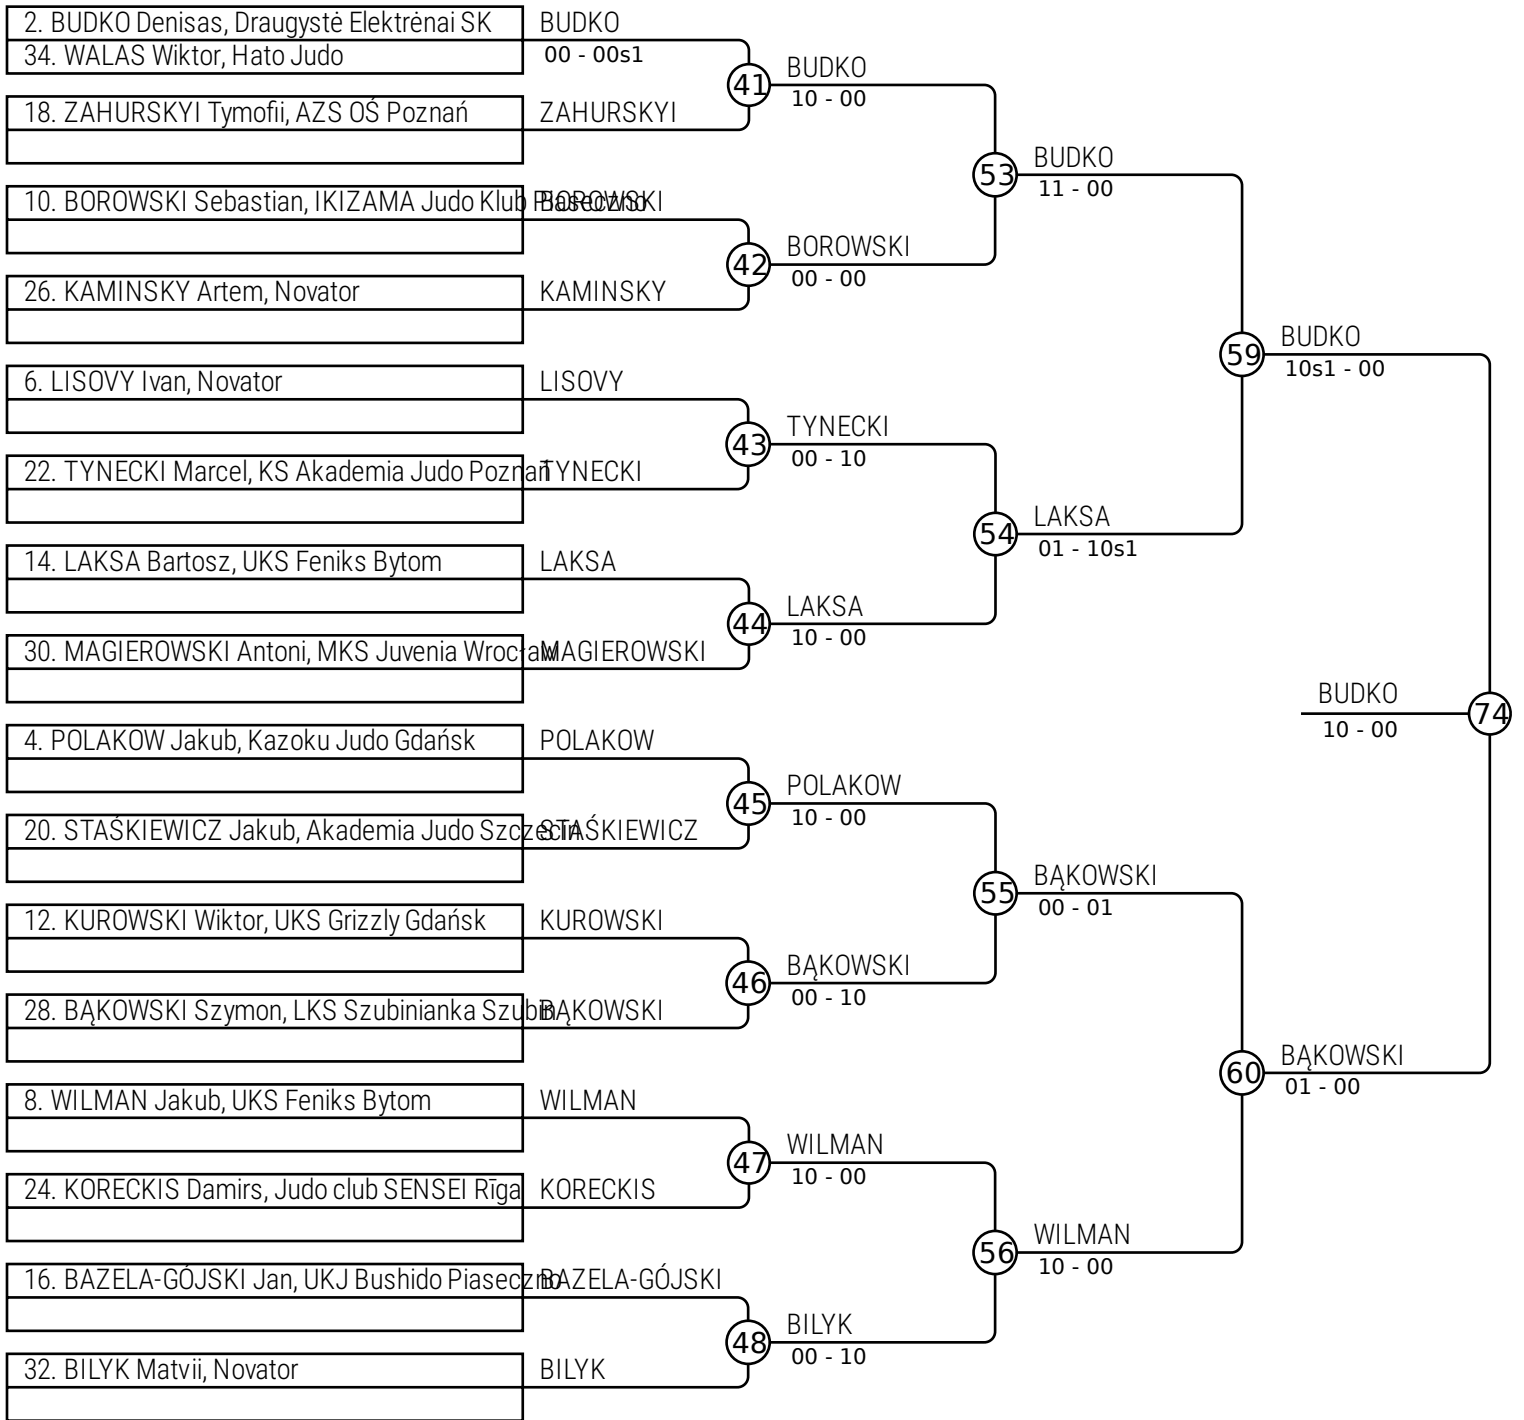 2. BUDKO Denisas, Draugystė Elektrėnai SK
34. WALAS Wiktor, Hato Judo
BUDKO
00 - 00s1
41
BUDKO
10 - 00
18. ZAHURSKYI Tymofii, AZS OŚ Poznań
ZAHURSKYI
53
BUDKO
11 - 00
10. BOROWSKI Sebastian, IKIZAMA Judo Klub Piaseczno
BOROWSKI
42
BOROWSKI
00 - 00
26. KAMINSKY Artem, Novator
KAMINSKY
59
BUDKO
10s1 - 00
6. LISOVY Ivan, Novator
LISOVY
43
TYNECKI
00 - 10
22. TYNECKI Marcel, KS Akademia Judo Poznań
TYNECKI
54
LAKSA
01 - 10s1
14. LAKSA Bartosz, UKS Feniks Bytom
LAKSA
44
LAKSA
10 - 00
30. MAGIEROWSKI Antoni, MKS Juvenia Wrocław
MAGIEROWSKI
BUDKO
10 - 00
74
4. POLAKOW Jakub, Kazoku Judo Gdańsk
POLAKOW
45
POLAKOW
10 - 00
20. STAŚKIEWICZ Jakub, Akademia Judo Szczecin
STAŚKIEWICZ
55
BĄKOWSKI
00 - 01
12. KUROWSKI Wiktor, UKS Grizzly Gdańsk
KUROWSKI
46
BĄKOWSKI
00 - 10
28. BĄKOWSKI Szymon, LKS Szubinianka Szubin
BĄKOWSKI
60
BĄKOWSKI
01 - 00
8. WILMAN Jakub, UKS Feniks Bytom
WILMAN
47
WILMAN
10 - 00
24. KORECKIS Damirs, Judo club SENSEI Rīga
KORECKIS
56
WILMAN
10 - 00
16. BAZELA-GÓJSKI Jan, UKJ Bushido Piaseczno
BAZELA-GÓJSKI
48
BILYK
00 - 10
32. BILYK Matvii, Novator
BILYK